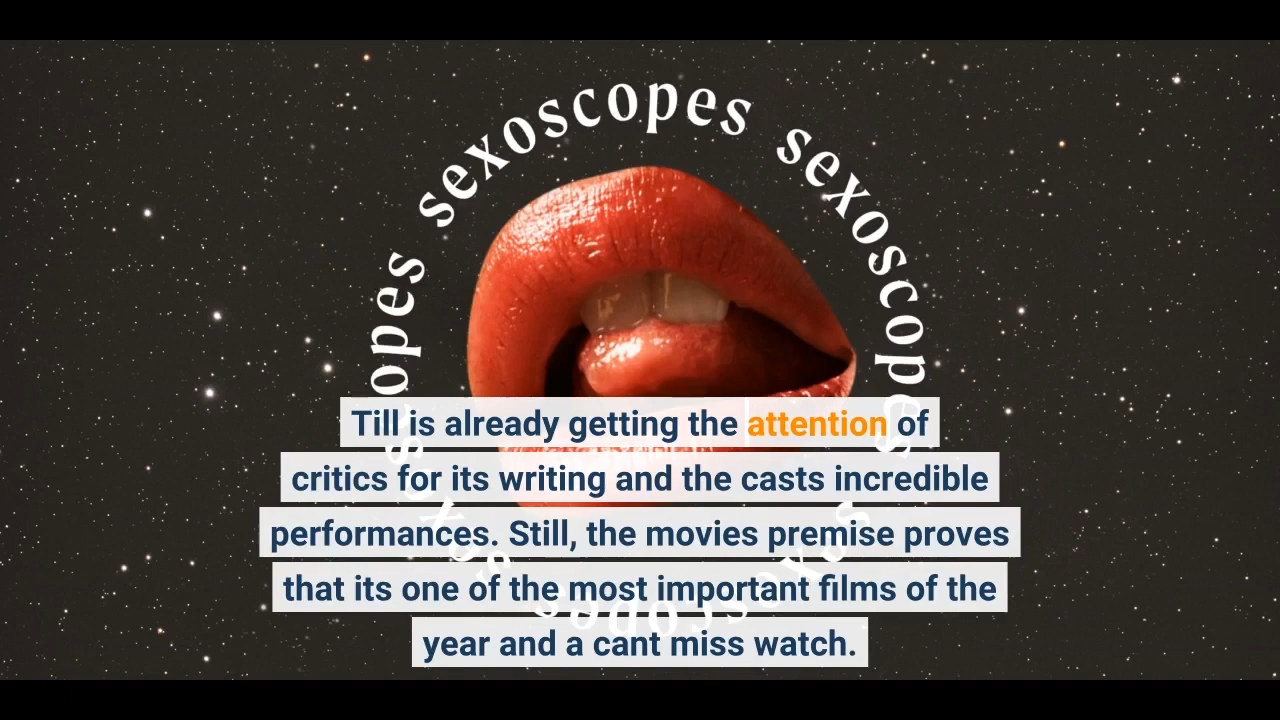 sexoscopes sexoscopes sexoscopes sexoscopes
Till is already getting the attention of
critics for its writing and the casts incredible
performances. Still, the movies premise proves
that its one of the most important films of the
year and a cant miss watch.